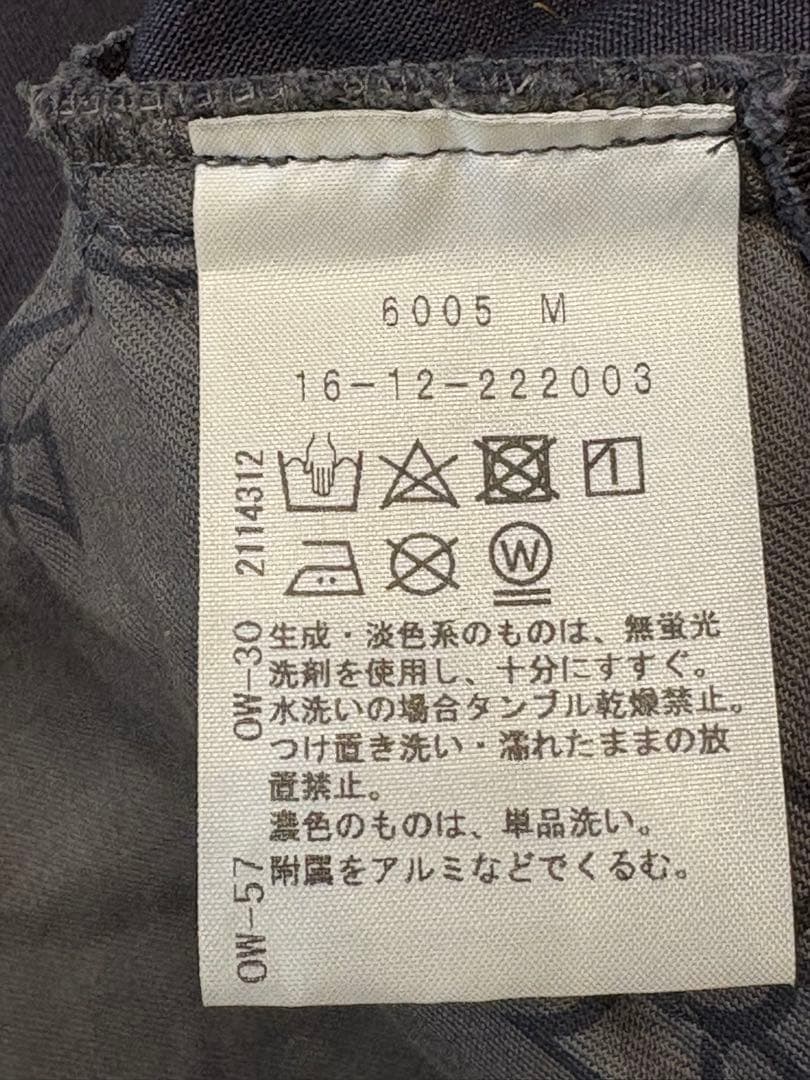 6005 M
16-12-222003
W
生成・淡色系のものは、無蛍光
洗剤を使用し、十分にすすぐ。
水洗いの場合タンブル乾燥禁止。
つけ置き洗い・濡れたままの放
置禁止。
濃色のものは、単品洗い。
附属をアルミなどでくるむ。
2114312
OW-30
OW-57